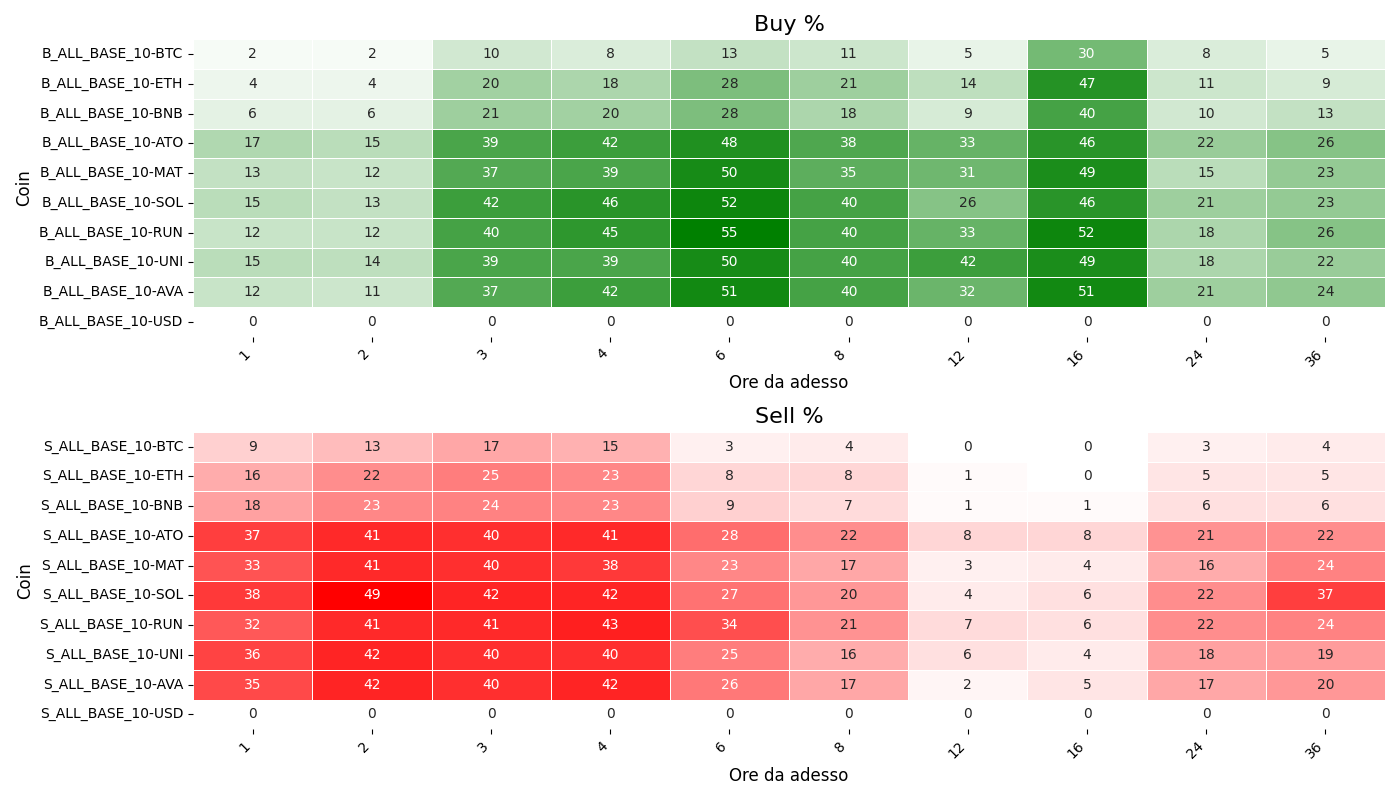 Buy %
Coin
B_ALL_BASE_10-BTC 2 2 10 8 13 11 5 30 8 5
B_ALL_BASE_10-ETH 4 4 20 18 28 21 14 47 11 9
B_ALL_BASE_10-BNB 6 6 21 20 28 18 9 40 10 13
B_ALL_BASE_10-ATO 17 15 39 42 48 38 33 46 22 26
B_ALL_BASE_10-MAT 13 12 37 39 50 35 31 49 15 23
B_ALL_BASE_10-SOL 15 13 42 46 52 40 26 46 21 23
B_ALL_BASE_10-RUN 12 12 40 45 55 40 33 52 18 26
B_ALL_BASE_10-UNI 15 14 39 39 50 40 42 49 18 22
B_ALL_BASE_10-AVA 12 11 37 42 51 40 32 51 21 24
B_ALL_BASE_10-USD 0 0 0 0 0 0 0 0 0 0
1 2 3 4 6 8 12 16 24 36
Ore da adesso
Sell %
Coin
S_ALL_BASE_10-BTC 9 13 17 15 3 4 0 0 3 4
S_ALL_BASE_10-ETH 16 22 25 23 8 8 1 0 5 5
S_ALL_BASE_10-BNB 18 23 24 23 9 7 1 1 6 6
S_ALL_BASE_10-ATO 37 41 40 41 28 22 8 8 21 22
S_ALL_BASE_10-MAT 33 41 40 38 23 17 3 4 16 24
S_ALL_BASE_10-SOL 38 49 42 42 27 20 4 6 22 37
S_ALL_BASE_10-RUN 32 41 41 43 34 21 7 6 22 24
S_ALL_BASE_10-UNI 36 42 40 40 25 16 6 4 18 19
S_ALL_BASE_10-AVA 35 42 40 42 26 17 2 5 17 20
S_ALL_BASE_10-USD 0 0 0 0 0 0 0 0 0 0
1 2 3 4 6 8 12 16 24 36
Ore da adesso